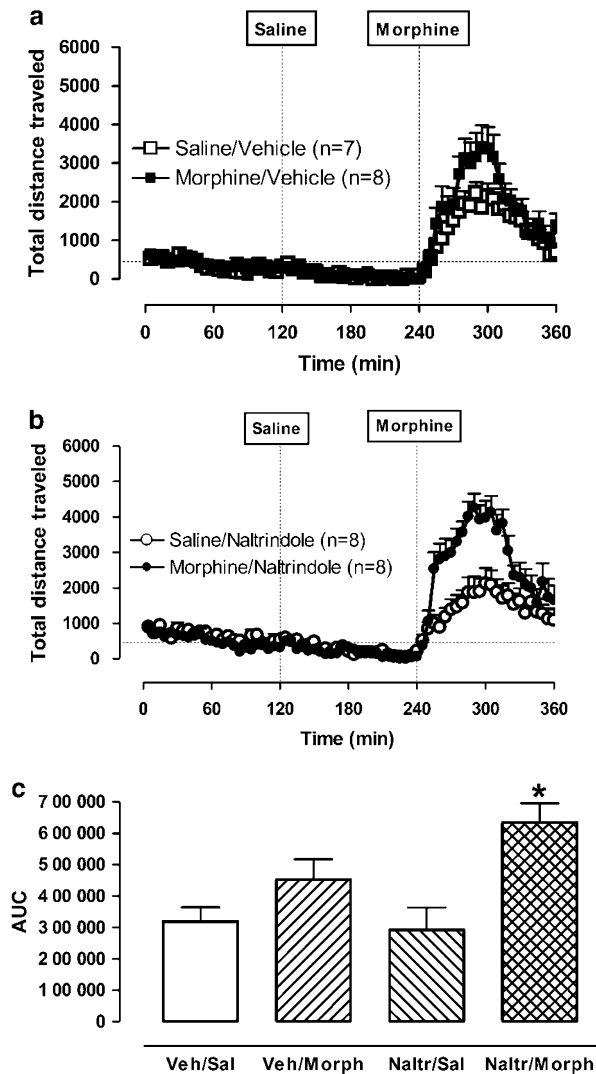 a
Saline Morphine
Total distance traveled
6000
5000
4000
3000
2000
1000
0
Saline/Vehicle (n=7)
Morphine/Vehicle (n=8)
0 60 120 180 240 300 360
Time (min)
b
Saline Morphine
Total distance traveled
6000
5000
4000
3000
2000
1000
0
Saline/Naltrindole (n=8)
Morphine/Naltrindole (n=8)
0 60 120 180 240 300 360
Time (min)
c
AUC
7 00 000
6 00 000
5 00 000
4 00 000
3 00 000
2 00 000
1 00 000
0
*
Veh/Sal Veh/Morph Naltr/Sal Naltr/Morph